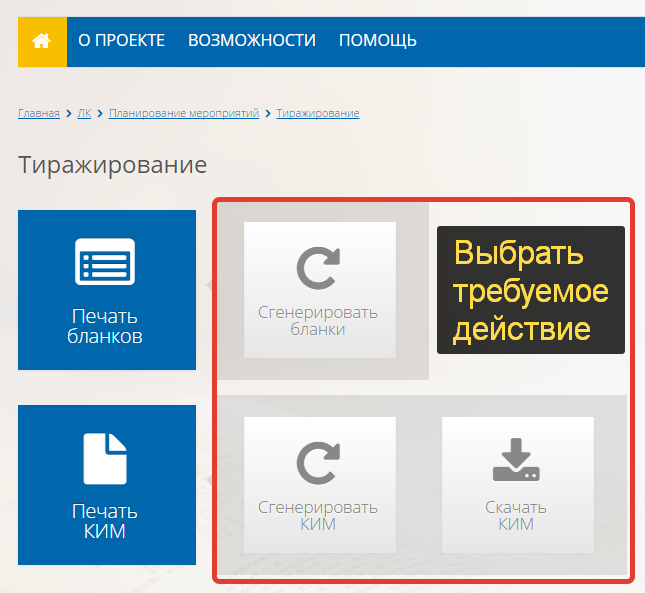 О ПРОЕКТЕ ВОЗМОЖНОСТИ ПОМОЩЬ
Главная > ЛК > Планирование мероприятий > Тиражирование
Тиражирование
Печать
бланков
Сгенерировать
бланки
Выбрать
требуемое
действие
Печать
КИМ
Сгенерировать
КИМ
Скачать
КИМ